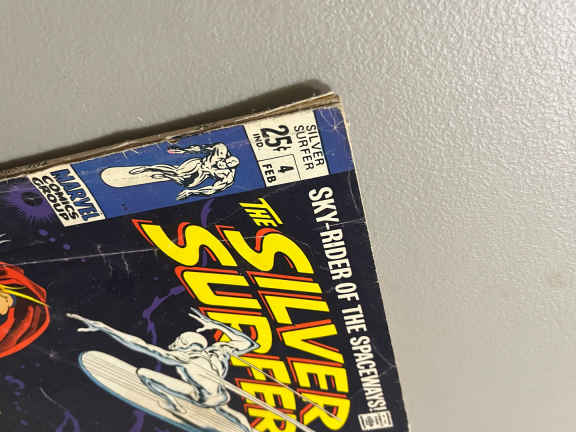 SILVER
SURFER
25¢
IND
4
FEB
MARVEL
COMICS
GROUP
SKY-RIDER OF THE SPACEWAYS!
THE
SILVER
SURFER